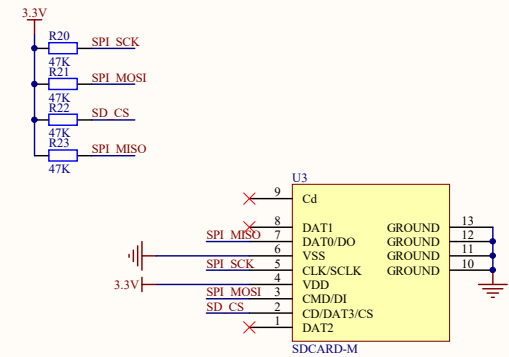 3.3V
R20
SPI_SCK
47K
R21
SPI_MOSI
47K
R22
SD_CS
47K
R23
SPI_MISO
47K
U3
9 Cd
8 DAT1 GROUND 13
SPI_MISO 7 DAT0/DO GROUND 12
6 VSS GROUND 11
SPI_SCK 5 CLK/SCLK GROUND 10
3.3V 4 VDD
SPI_MOSI 3 CMD/DI
SD_CS 2 CD/DAT3/CS
1 DAT2
SDCARD-M